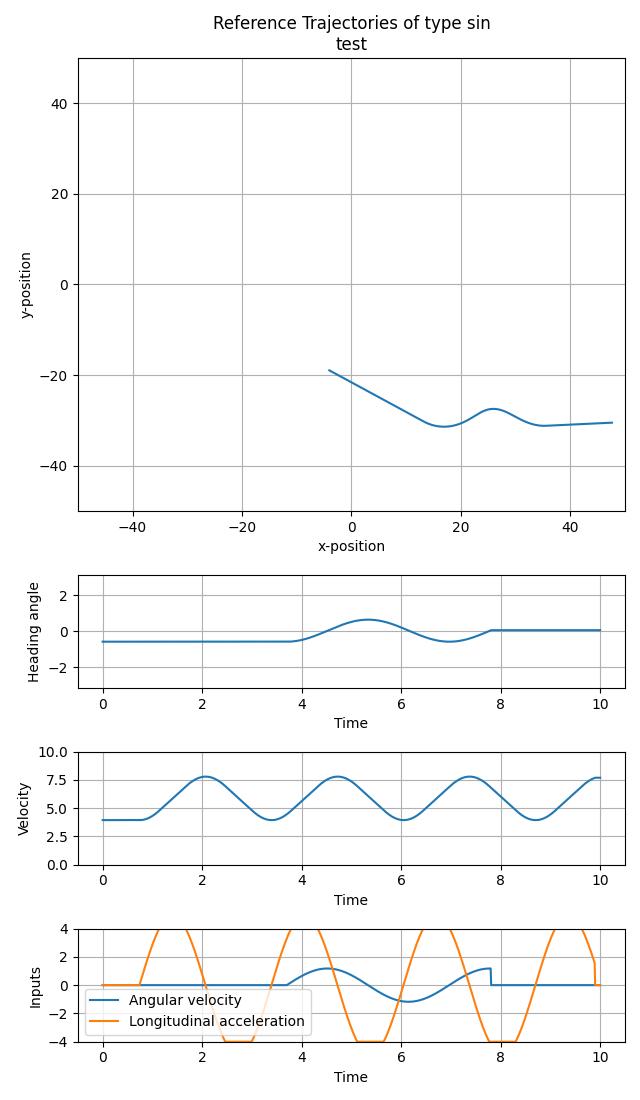 Reference Trajectories of type sin
test
40
20
0
−20
−40
y-position
−40 −20 0 20 40
x-position
2
0
−2
Heading angle
0 2 4 6 8 10
Time
10.0
7.5
5.0
2.5
0.0
Velocity
0 2 4 6 8 10
Time
4
2
0
−2
−4
Inputs
Angular velocity
Longitudinal acceleration
0 2 4 6 8 10
Time